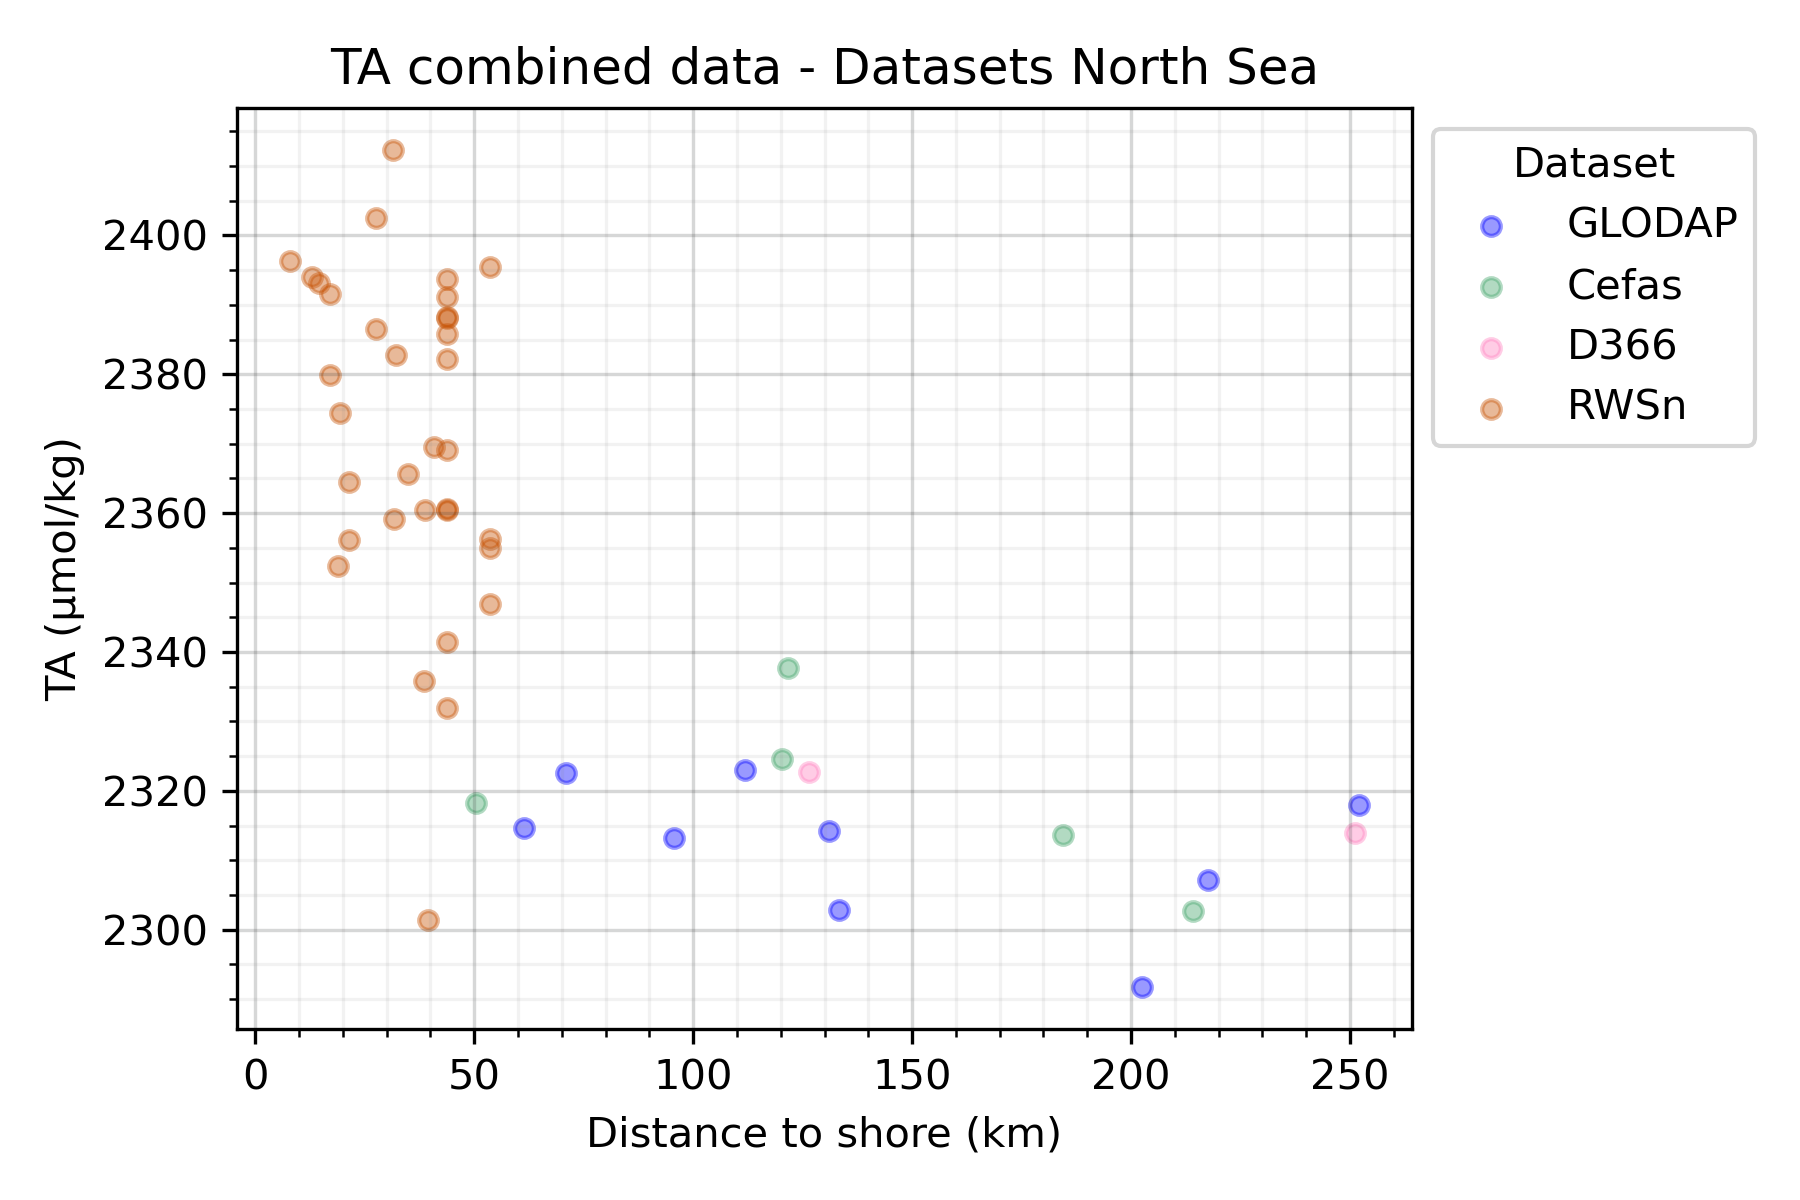 TA combined data - Datasets North Sea
Dataset
GLODAP
Cefas
D366
RWSn
TA (μmol/kg)
2400
2380
2360
2340
2320
2300
0 50 100 150 200 250
Distance to shore (km)